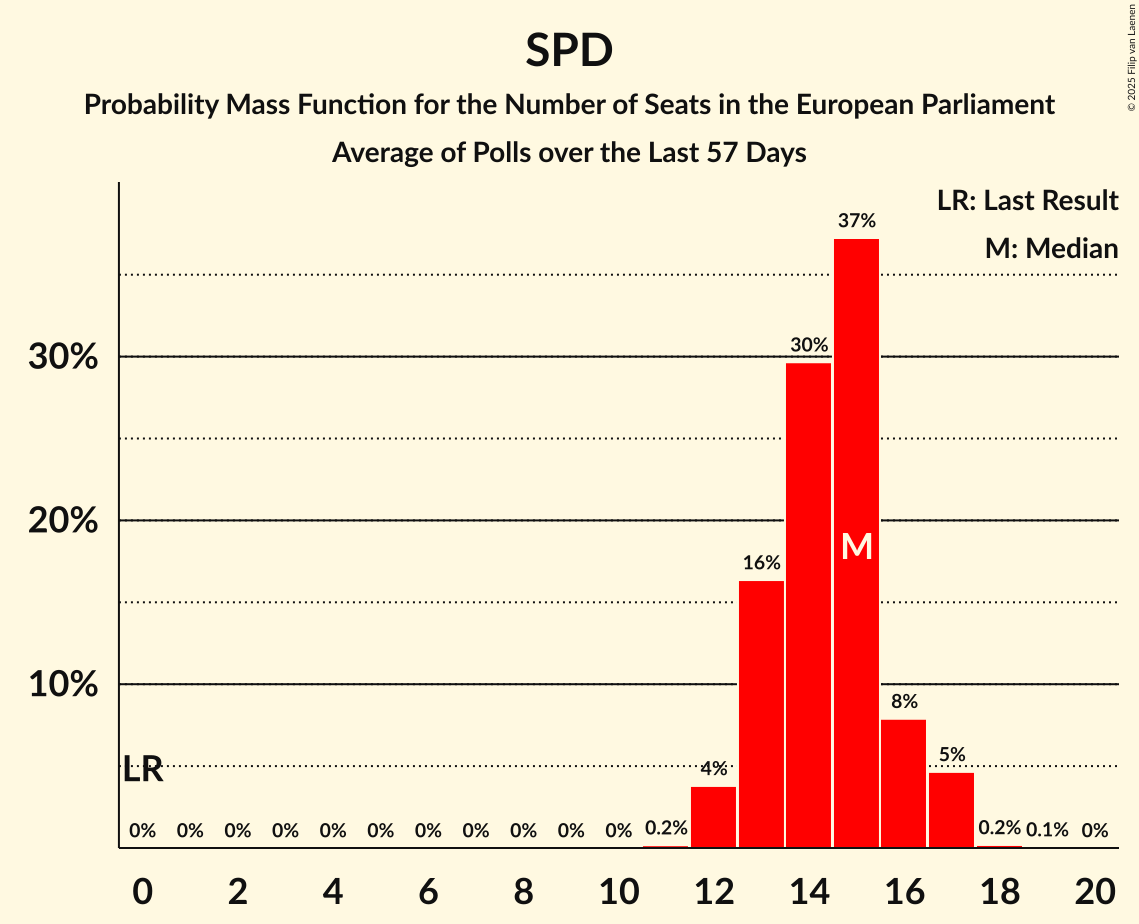 SPD
Probability Mass Function for the Number of Seats in the European Parliament
Average of Polls over the Last 57 Days
© 2025 Filip van Laenen
LR: Last Result
M: Median
37%
30%
30%
20%
M
16%
10%
8%
5%
4%
LR
0% 0% 0% 0% 0% 0% 0% 0% 0% 0% 0% 0.2% 0.2% 0.1% 0%
0 2 4 6 8 10 12 14 16 18 20